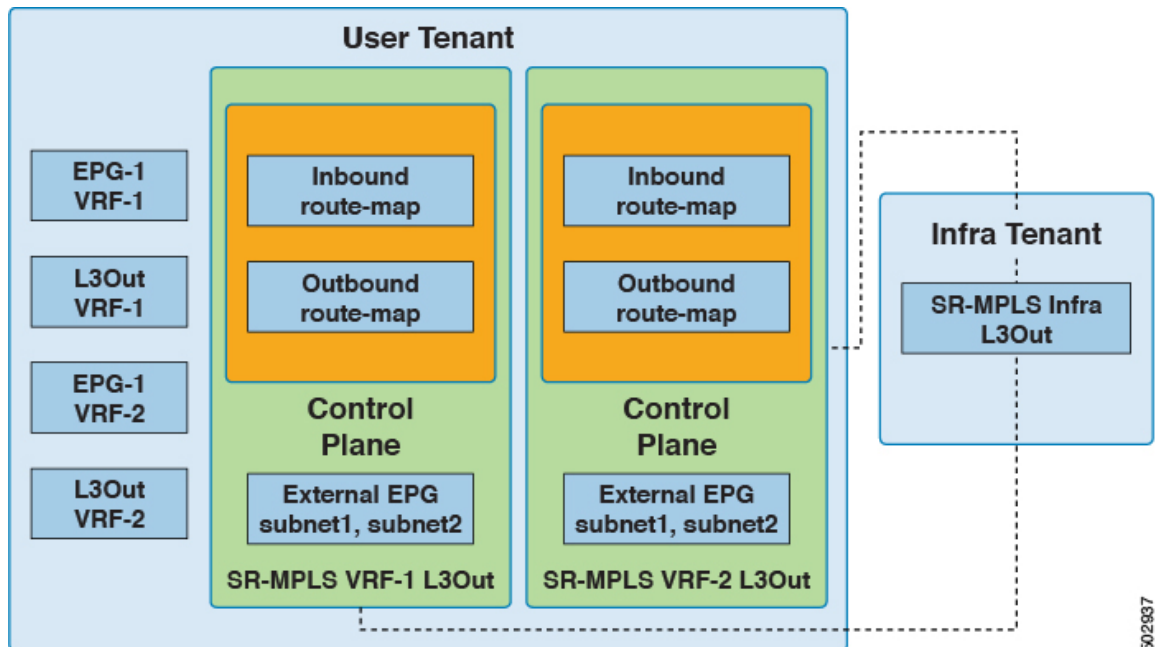 User Tenant
EPG-1
VRF-1
L3Out
VRF-1
EPG-1
VRF-2
L3Out
VRF-2
Inbound
route-map
Outbound
route-map
Control
Plane
External EPG
subnet1, subnet2
SR-MPLS VRF-1 L3Out
Inbound
route-map
Outbound
route-map
Control
Plane
External EPG
subnet1, subnet2
SR-MPLS VRF-2 L3Out
Infra Tenant
SR-MPLS Infra
L3Out
502937